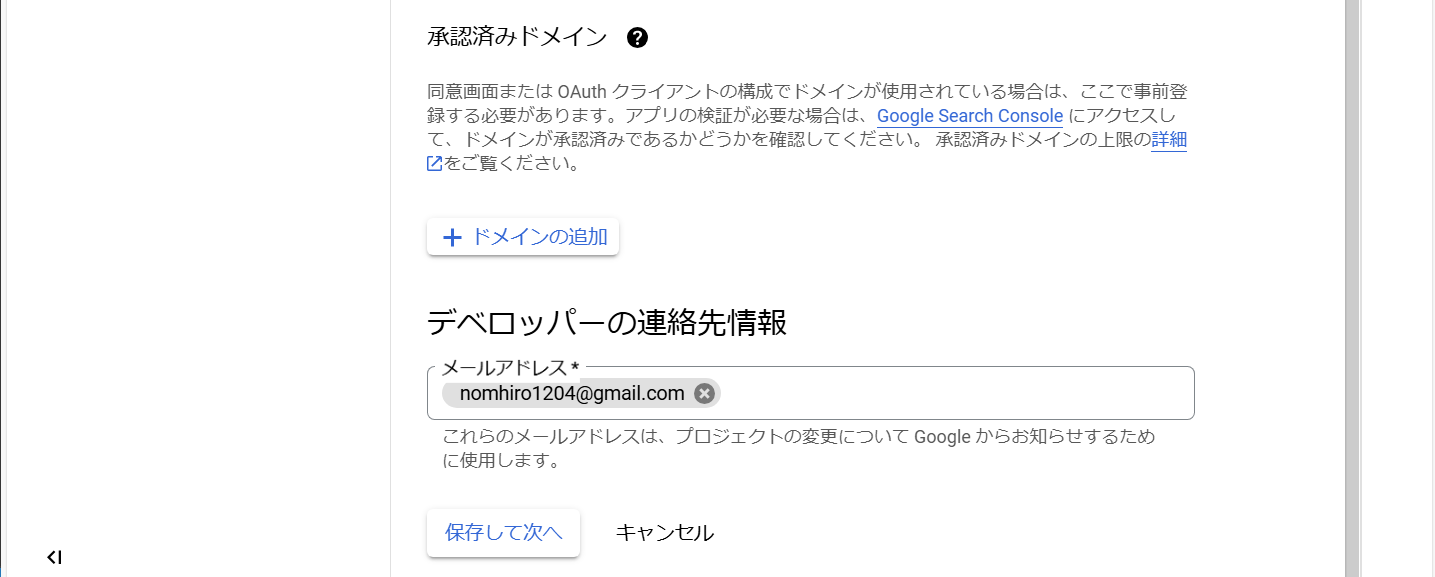 承認済みドメイン
同意画面または OAuth クライアントの構成でドメインが使用されている場合は、ここで事前登
録する必要があります。アプリの検証が必要な場合は、Google Search Console にアクセスし
て、ドメインが承認済みであるかどうかを確認してください。 承認済みドメインの上限の詳細
をご覧ください。
ドメインの追加
デベロッパーの連絡先情報
メールアドレス *
nomhiro1204@gmail.com
これらのメールアドレスは、プロジェクトの変更について Google からお知らせするため
に使用します。
保存して次へ キャンセル